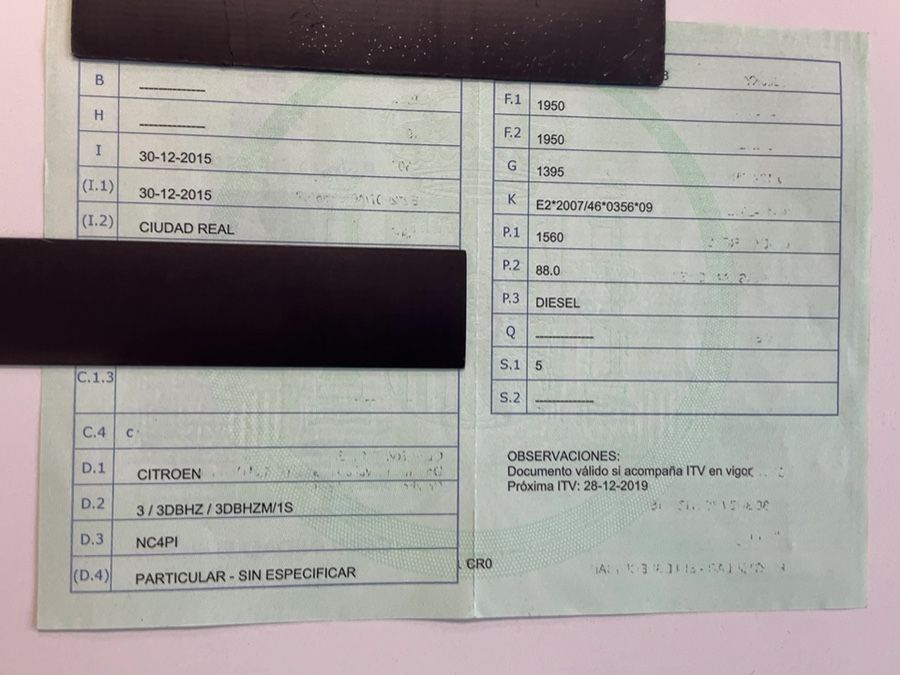 B ------------
H ------------
I 30-12-2015
(I.1) 30-12-2015
(I.2) CIUDAD REAL
C.1.3
C.4 c
D.1 CITROEN
D.2 3 / 3DBHZ / 3DBHZM/1S
D.3 NC4PI
(D.4) PARTICULAR - SIN ESPECIFICAR
CR0
F.1 1950
F.2 1950
G 1395
K E2*2007/46*0356*09
P.1 1560
P.2 88.0
P.3 DIESEL
Q ------------
S.1 5
S.2 ------------
OBSERVACIONES:
Documento válido si acompaña ITV en vigor
Próxima ITV: 28-12-2019